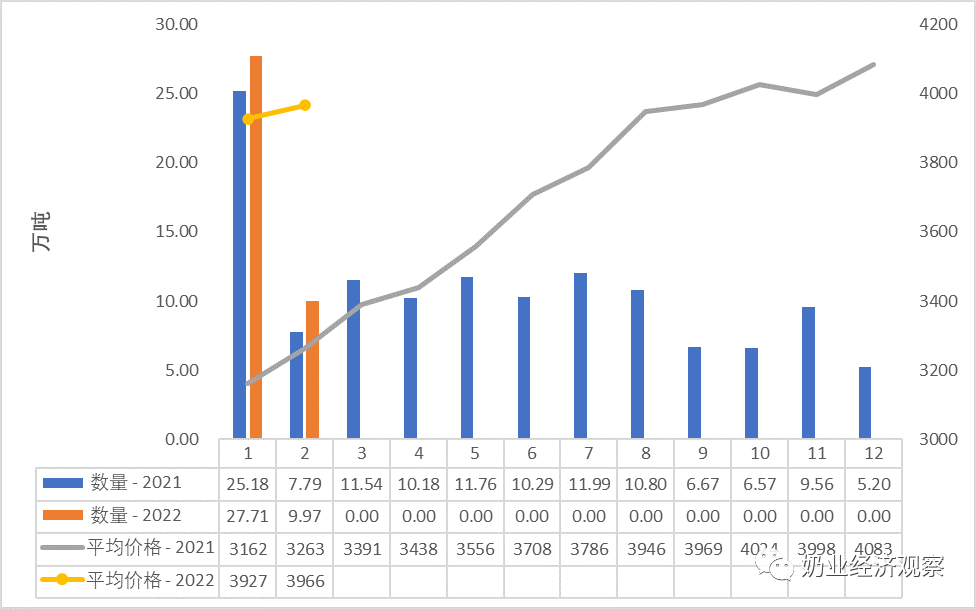 30.00 4200
25.00 4000
20.00 3800
万吨
15.00 3600
10.00 3400
5.00 3200
0.00 3000
1 2 3 4 5 6 7 8 9 10 11 12
数量 - 2021 25.18 7.79 11.54 10.18 11.76 10.29 11.99 10.80 6.67 6.57 9.56 5.20
数量 - 2022 27.71 9.97 0.00 0.00 0.00 0.00 0.00 0.00 0.00 0.00 0.00 0.00
平均价格 - 2021 3162 3263 3391 3438 3556 3708 3786 3946 3969 3998 4083
平均价格 - 2022 3927 3966
奶业经济观察